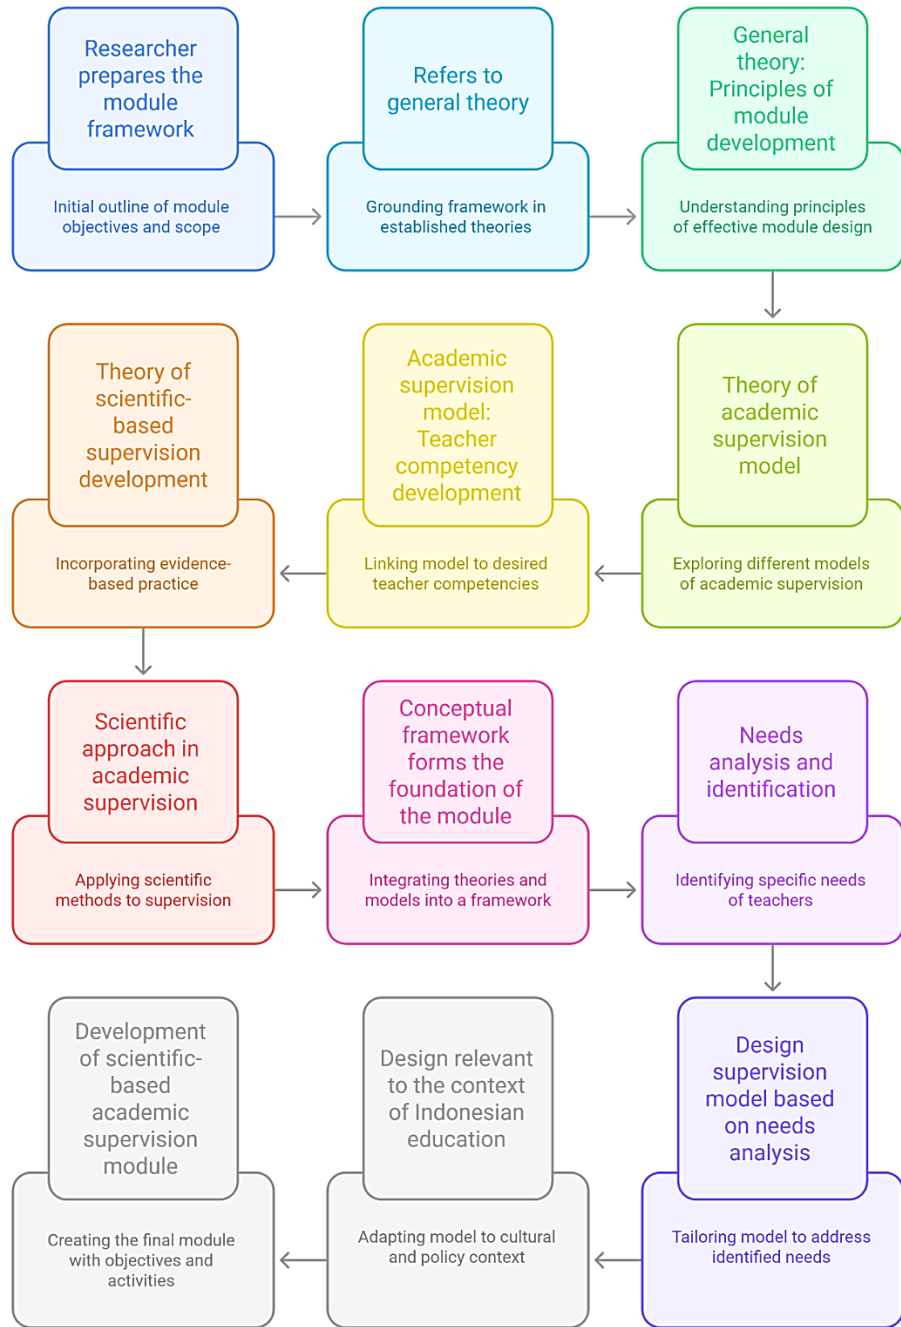 Researcher
prepares the
module
framework
Initial outline of module
objectives and scope
Refers to
general theory
Grounding framework in
established theories
General
theory:
Principles of
module
development
Understanding principles
of effective module design
Theory of
academic
supervision
model
Exploring different models
of academic supervision
Academic
supervision
model:
Teacher
competency
development
Linking model to desired
teacher competencies
Theory of
scientific-
based
supervision
development
Incorporating evidence-
based practice
Scientific
approach in
academic
supervision
Applying scientific
methods to supervision
Conceptual
framework
forms the
foundation of
the module
Integrating theories and
models into a framework
Needs
analysis and
identification
Identifying specific needs
of teachers
Design
supervision
model based
on needs
analysis
Tailoring model to address
identified needs
Design relevant
to the context
of Indonesian
education
Adapting model to cultural
and policy context
Development
of scientific-
based
academic
supervision
module
Creating the final module
with objectives and
activities